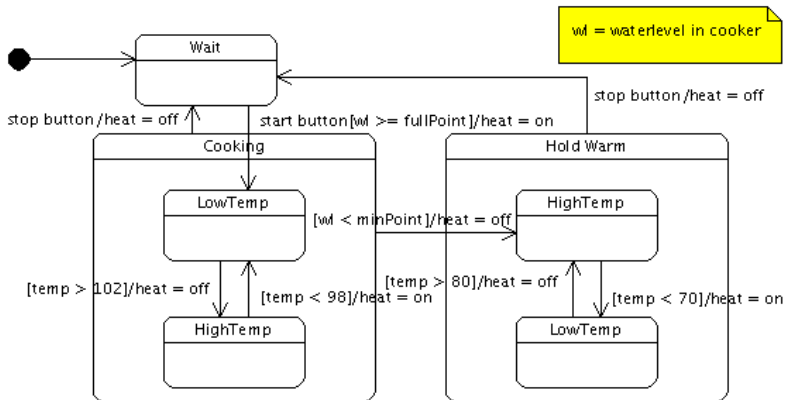 wl = waterlevel in cooker
Wait
stop button/heat = off
stop button/heat = off
start button[wl >= fullPoint]/heat = on
Cooking
Hold Warm
LowTemp
HighTemp
[wl < minPoint]/heat = off
[temp > 102]/heat = off
[temp < 98]/heat = on
[temp > 80]/heat = off
[temp < 70]/heat = on
HighTemp
LowTemp